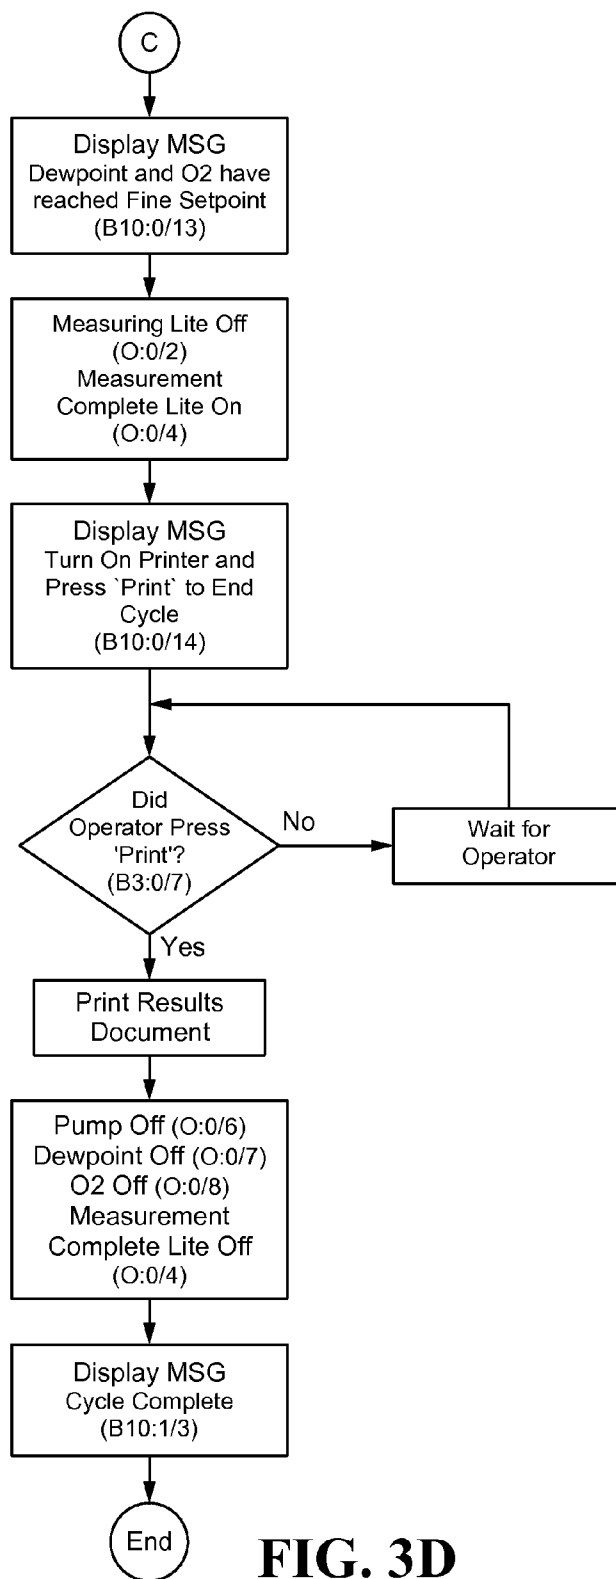 C
Display MSG
Dewpoint and O2 have
reached Fine Setpoint
(B10:0/13)
Measuring Lite Off
(O:0/2)
Measurement
Complete Lite On
(O:0/4)
Display MSG
Turn On Printer and
Press `Print` to End
Cycle
(B10:0/14)
Did
Operator Press
'Print'?
(B3:0/7)
No
Wait for
Operator
Yes
Print Results
Document
Pump Off (O:0/6)
Dewpoint Off (O:0/7)
O2 Off (O:0/8)
Measurement
Complete Lite Off
(O:0/4)
Display MSG
Cycle Complete
(B10:1/3)
End
FIG. 3D